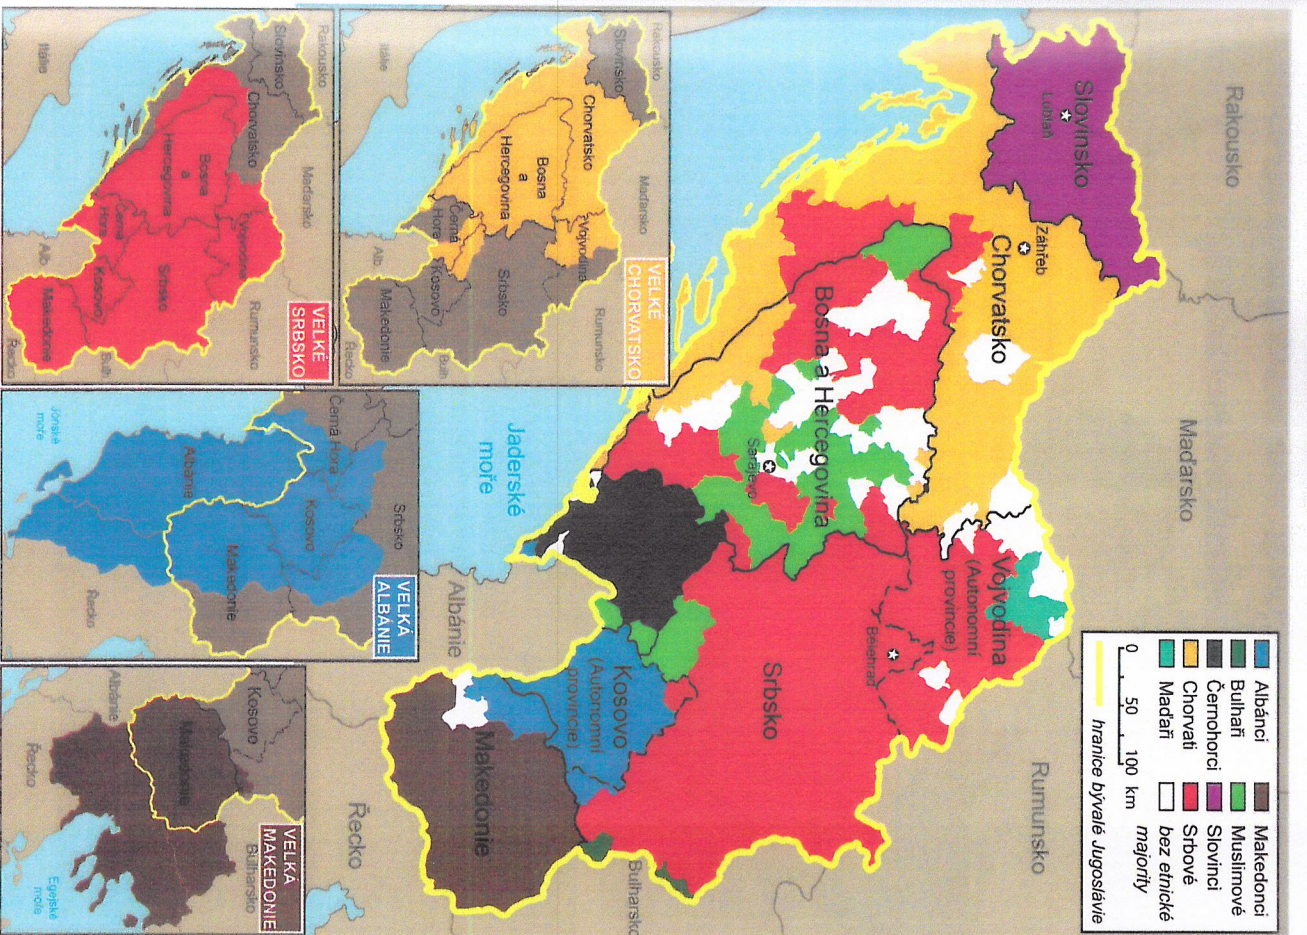 Rakousko
Maďarsko
Rumunsko
Slovinsko
Lublaň
Záhřeb
Chorvatsko
Vojvodina
(Autonomní
provincie)
Bělehrad
Bosna a Hercegovina
Sarajevo
Srbsko
Kosovo
(Autonomní
provincie)
Makedonie
Jaderské
moře
Albánie
Řecko
Bulharsko
Albánci
Bulhaři
Černohorci
Chorvati
Maďaři
Makedonci
Muslimové
Slovinci
Srbové
bez etnické
majority
0 50 100 km
hranice bývalé Jugoslávie
VELKÉ
CHORVATSKO
Rakousko
Slovinsko
Maďarsko
Chorvatsko
Vojvodina
Rumunsko
Itálie
Bosna
a
Hercegovina
Srbsko
Černá
Hora
Kosovo
Alb.
Bulh.
Makedonie
Řecko
VELKÉ
SRBSKO
Rakousko
Slovinsko
Maďarsko
Chorvatsko
Vojvodina
Rumunsko
Itálie
Bosna
a
Hercegovina
Srbsko
Černá
Hora
Kosovo
Alb.
Bulh.
Makedonie
Řecko
VELKÁ
ALBÁNIE
Srbsko
Černá Hora
Kosovo
Albánie
Makedonie
Jónské
moře
Řecko
VELKÁ
MAKEDONIE
Kosovo
Bulharsko
Makedonie
Albánie
Řecko
Egejské
moře